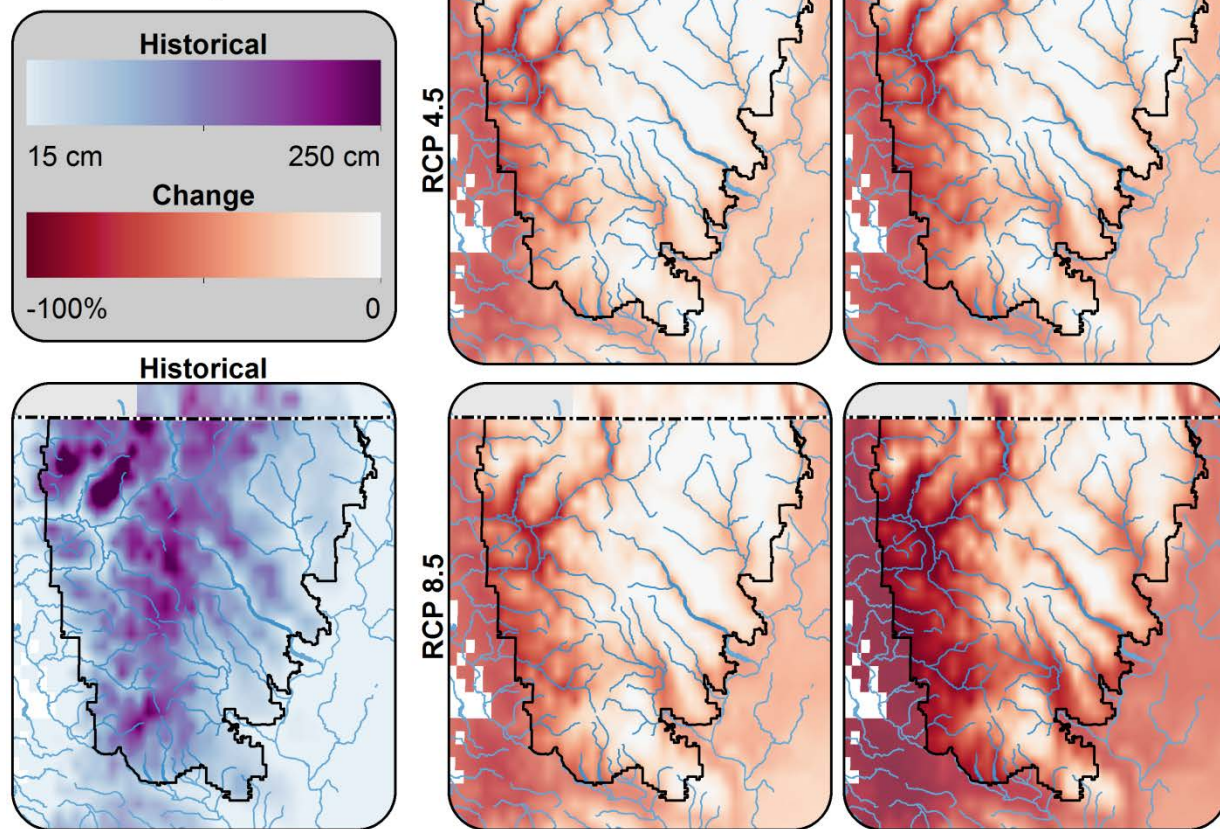 Historical
15 cm 250 cm
Change
-100% 0
Historical
RCP 4.5
RCP 8.5